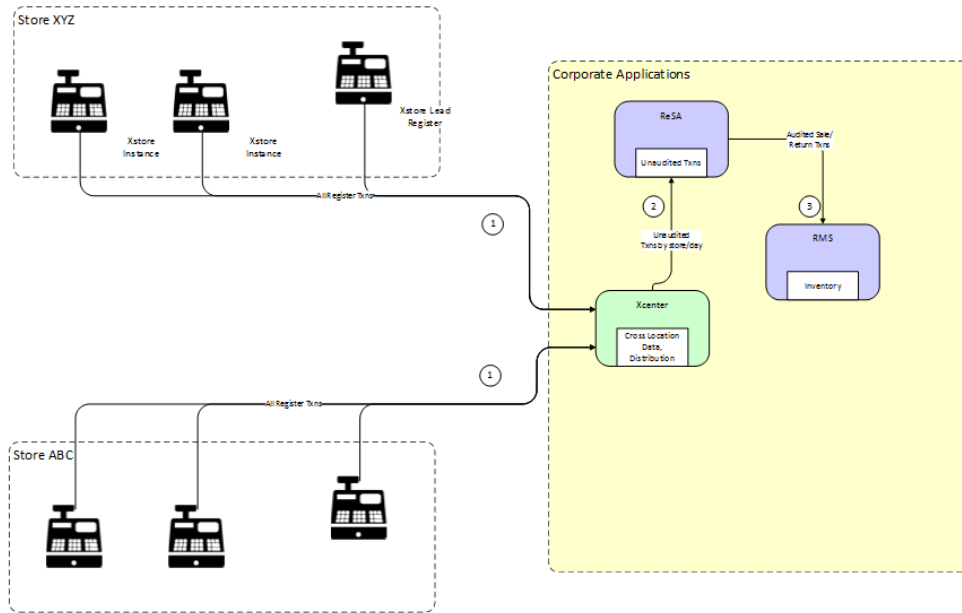 Store XYZ
Xstore
Instance
Xstore
Instance
Xstore Lead
Register
All Register Txns
1
Corporate Applications
ReSA
Unaudited Txns
Audited Sale/
Return Txns
2
3
Unaudited
Txns by store/day
RMS
Inventory
Xcenter
Cross Location
Data,
Distribution
1
All Register Txns
Store ABC